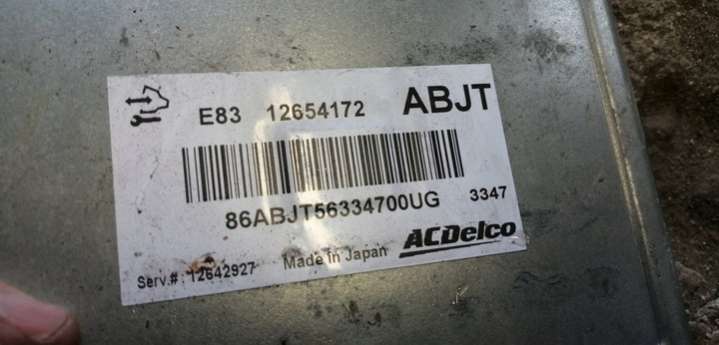 E83 12654172 ABJT
86ABJT56334700UG 3347
Serv.#: 12642927 Made in Japan ACDelco